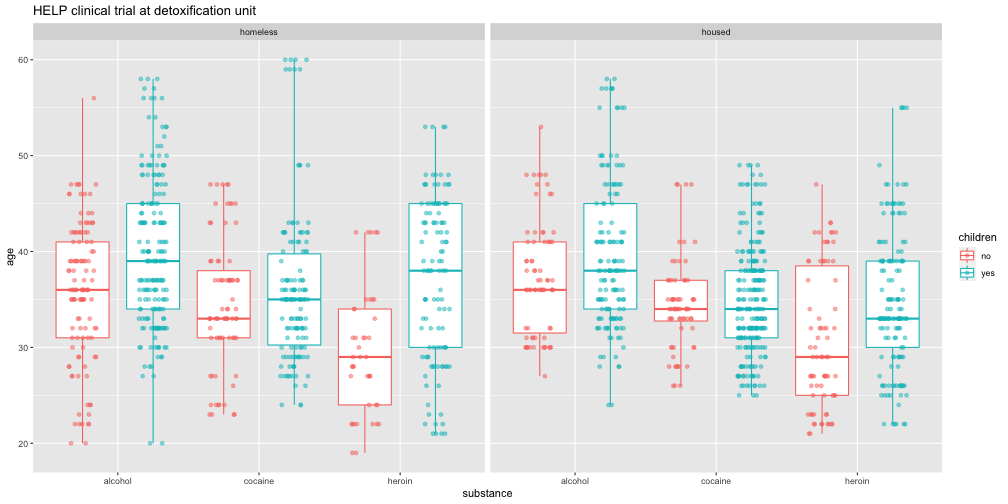 HELP clinical trial at detoxification unit
homeless
housed
60
50
40
30
20
age
alcohol
cocaine
heroin
alcohol
cocaine
heroin
substance
children
no
yes